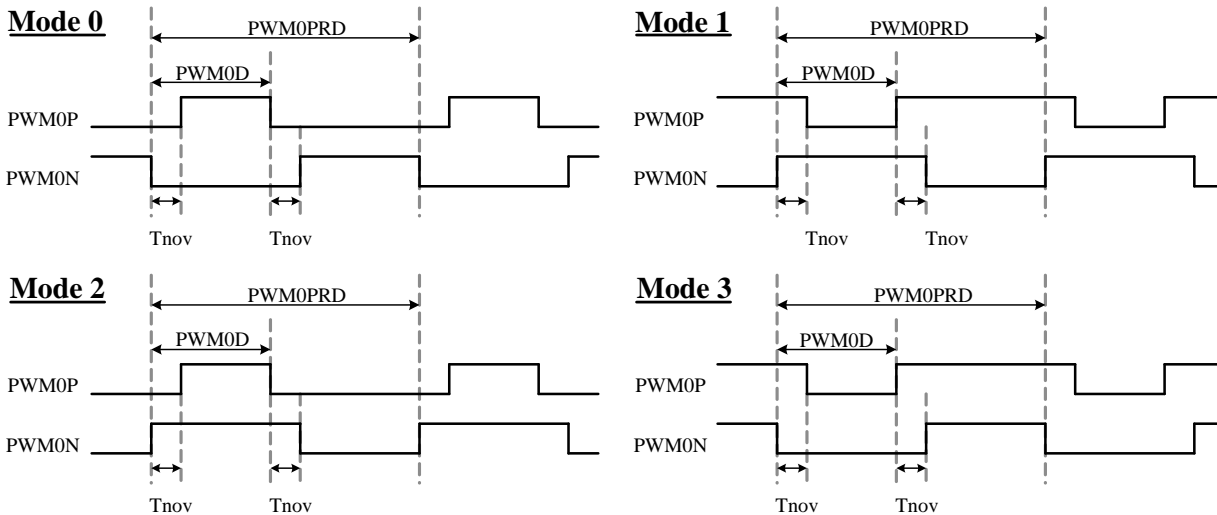 Mode 0
PWM0PRD
PWM0D
PWM0P
PWM0N
Tnov
Tnov
Mode 1
PWM0PRD
PWM0D
PWM0P
PWM0N
Tnov
Tnov
Mode 2
PWM0PRD
PWM0D
PWM0P
PWM0N
Tnov
Tnov
Mode 3
PWM0PRD
PWM0D
PWM0P
PWM0N
Tnov
Tnov